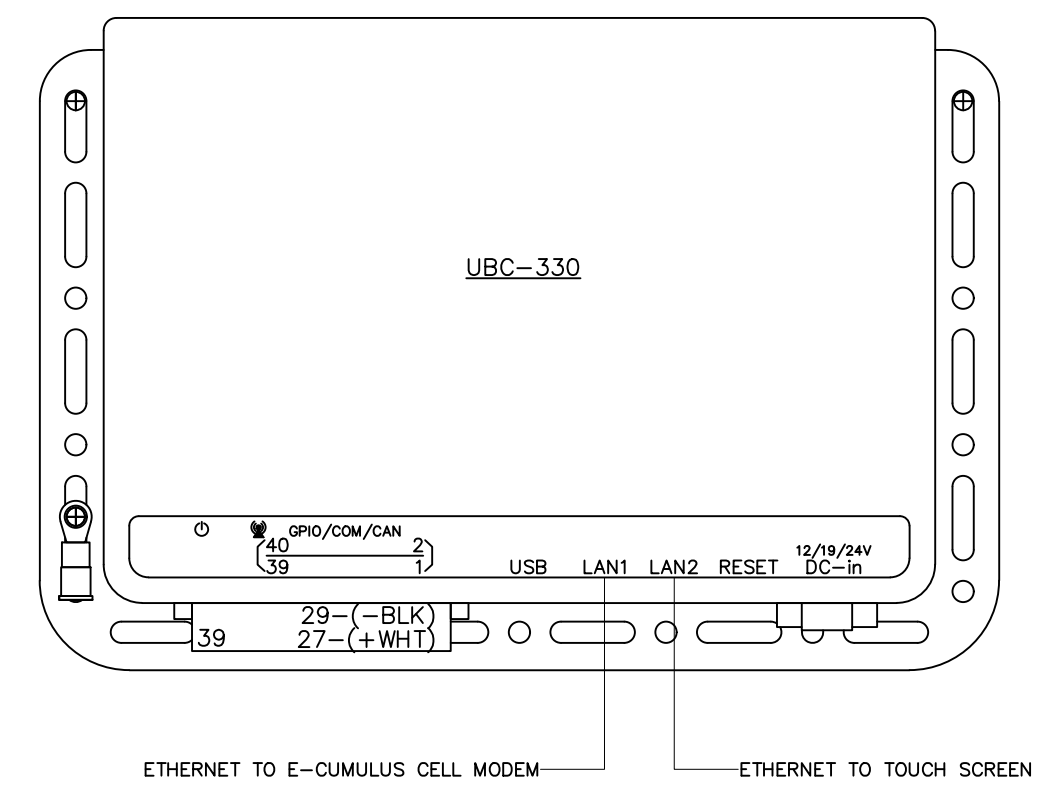 UBC-330
GPIO/COM/CAN
40 2
39 1
12/19/24V
USB LAN1 LAN2 RESET DC-in
29-(-BLK)
39 27-(+WHT)
ETHERNET TO E-CUMULUS CELL MODEM
ETHERNET TO TOUCH SCREEN